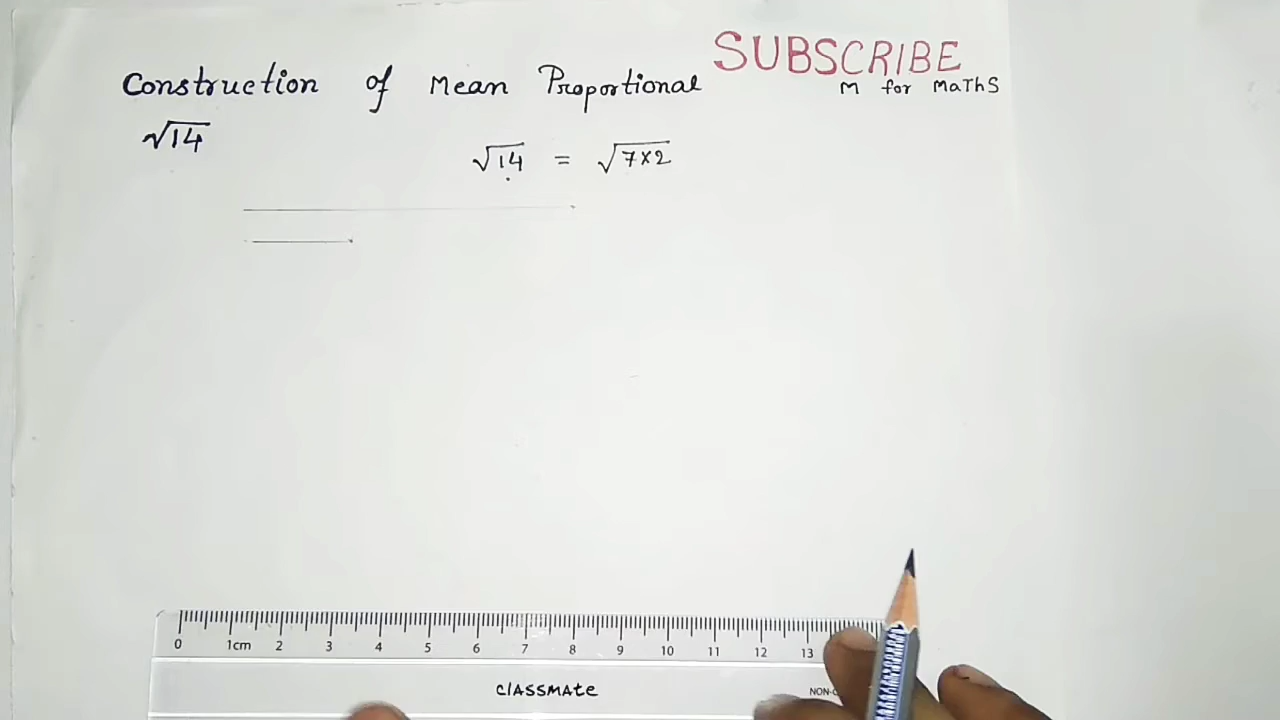 Construction of Mean Proportional
SUBSCRIBE
M for MaThS
√14
√14 = √7×2
0 1cm 2 3 4 5 6 7 8 9 10 11 12 13
classmate